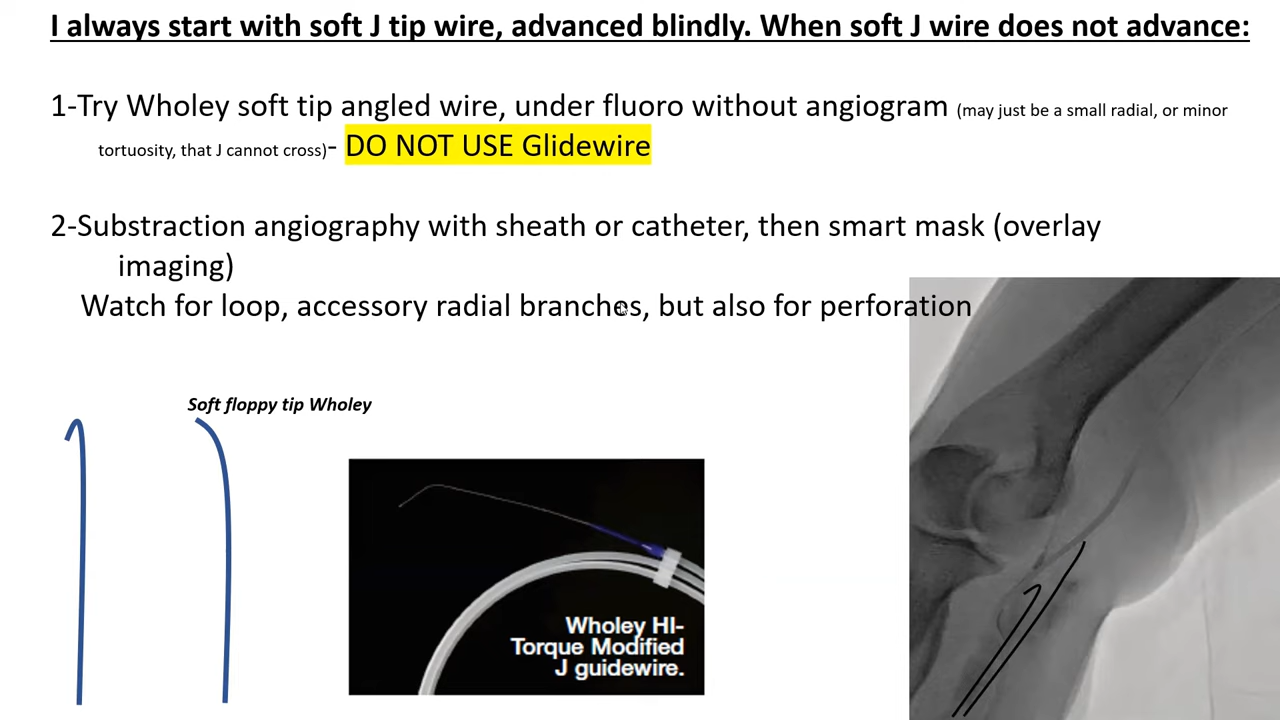 I always start with soft J tip wire, advanced blindly. When soft J wire does not advance:
1-Try Wholey soft tip angled wire, under fluoro without angiogram (may just be a small radial, or minor
tortuosity, that J cannot cross)- DO NOT USE Glidewire
2-Substraction angiography with sheath or catheter, then smart mask (overlay
imaging)
Watch for loop, accessory radial branches, but also for perforation
Soft floppy tip Wholey
Wholey HI-
Torque Modified
J guidewire.